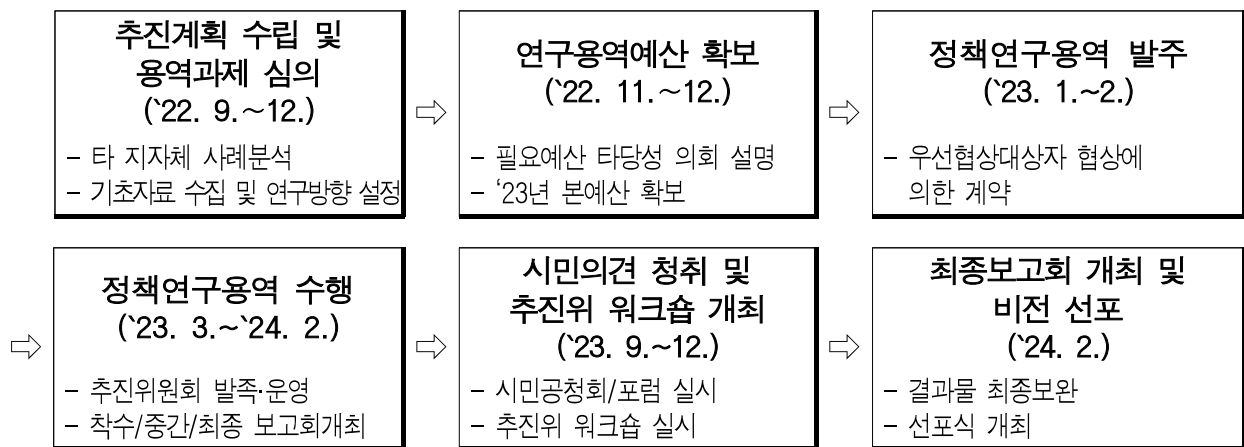 추진계획 수립 및
용역과제 심의
(`22. 9.~12.)
- 타 지자체 사례분석
- 기초자료 수집 및 연구방향 설정
⇨
연구용역예산 확보
(`22. 11.~12.)
- 필요예산 타당성 의회 설명
- ‘23년 본예산 확보
⇨
정책연구용역 발주
(`23. 1.~2.)
- 우선협상대상자 협상에
의한 계약
⇨
정책연구용역 수행
(`23. 3.~`24. 2.)
- 추진위원회 발족·운영
- 착수/중간/최종 보고회개최
⇨
시민의견 청취 및
추진위 워크숍 개최
(`23. 9.~12.)
- 시민공청회/포럼 실시
- 추진위 워크숍 실시
⇨
최종보고회 개최 및
비전 선포
(`24. 2.)
- 결과물 최종보완
- 선포식 개최